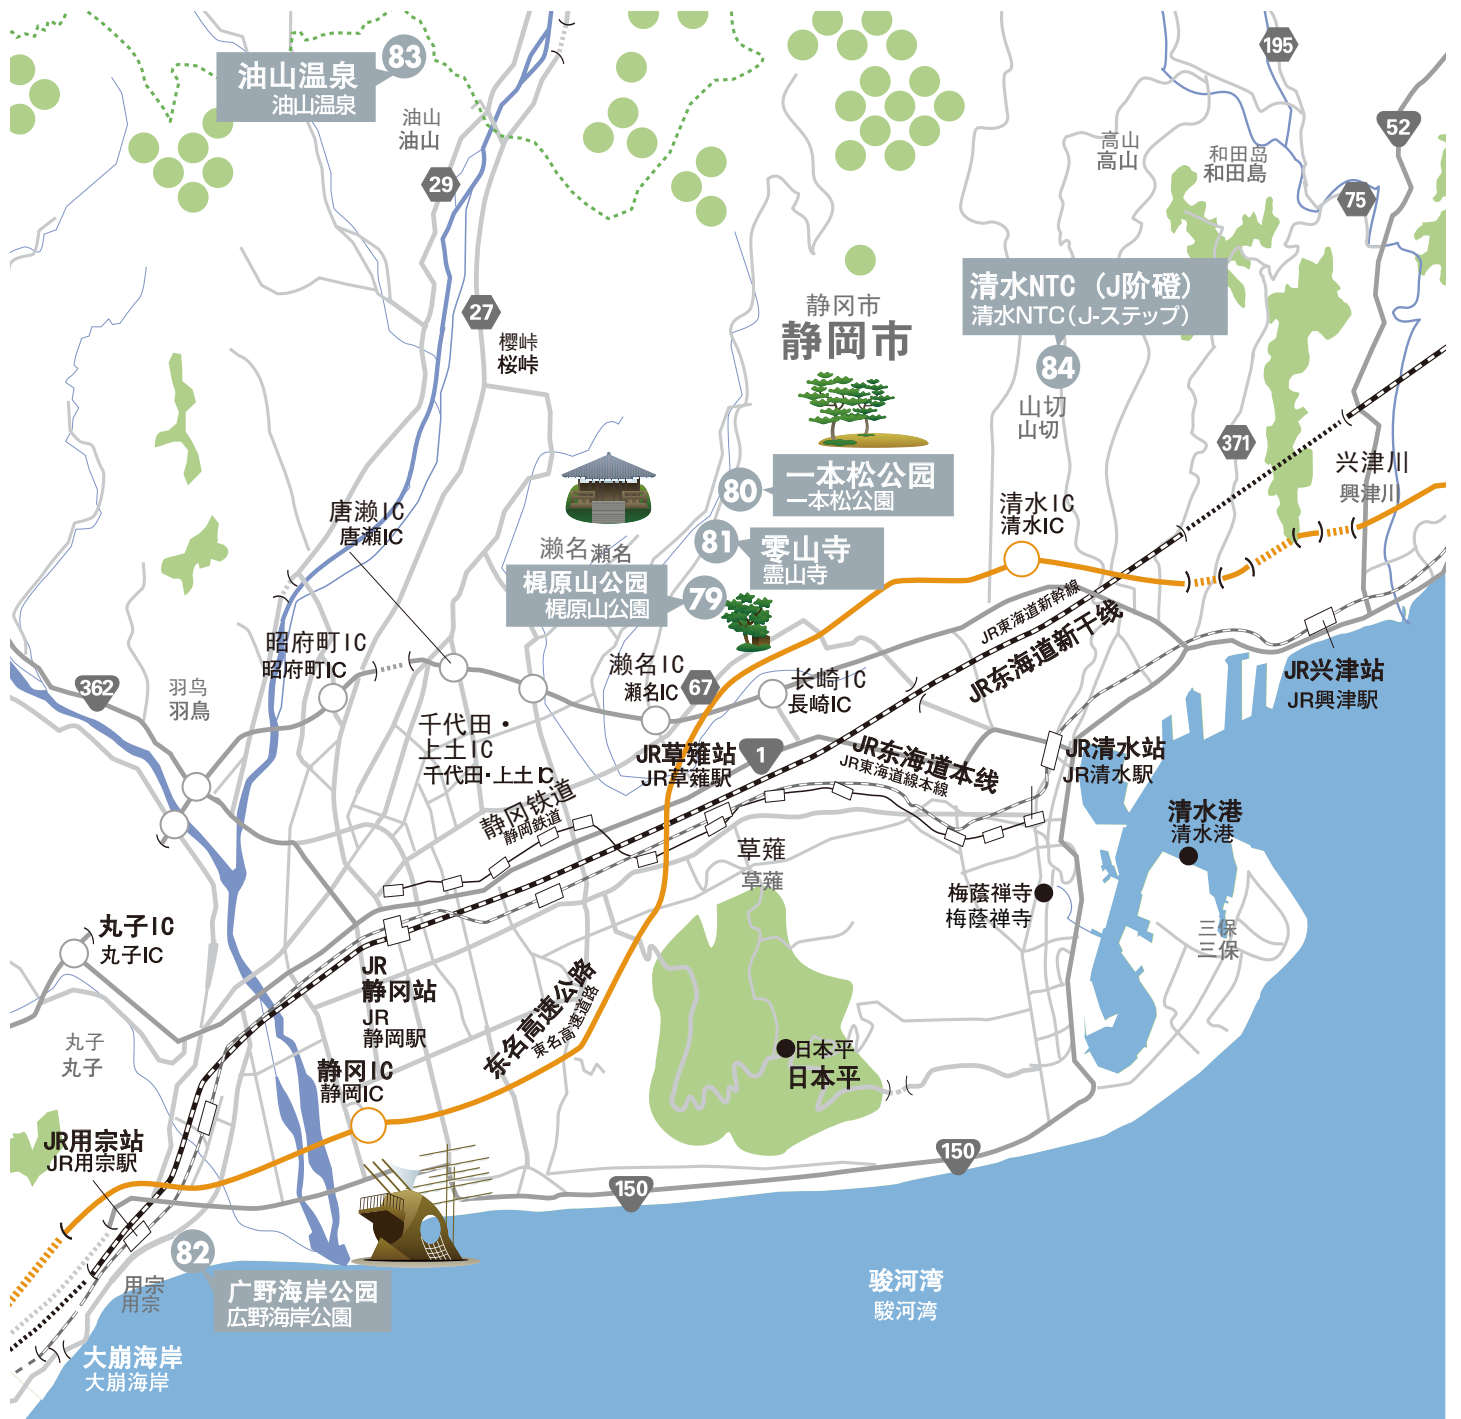 83
油山温泉
油山温泉
195
52
油山
油山
高山
高山
和田岛
和田島
29
75
27
樱峠
桜峠
静冈市
静岡市
清水NTC（J阶磴）
清水NTC(J-ステップ)
84
山切
山切
371
兴津川
興津川
80
一本松公园
一本松公園
唐濑IC
唐瀬IC
清水IC
清水IC
81
零山寺
霊山寺
濑名
瀬名
梶原山公园
梶原山公園
79
JR東海道新幹線
JR东海道新干线
昭府町IC
昭府町IC
362
羽鸟
羽鳥
濑名IC
瀬名IC
67
长崎IC
長崎IC
JR兴津站
JR興津駅
千代田・
上土IC
千代田・上土IC
JR草薙站
JR草薙駅
1
JR东海道本线
JR東海道線本線
JR清水站
JR清水駅
静冈铁道
静岡鉄道
清水港
清水港
草薙
草薙
梅蔭禅寺
梅蔭禅寺
丸子IC
丸子IC
三保
三保
JR
静冈站
JR
静岡駅
东名高速公路
東名高速道路
丸子
丸子
日本平
日本平
静冈IC
静岡IC
JR用宗站
JR用宗駅
150
150
82
广野海岸公园
広野海岸公園
用宗
用宗
骏河湾
駿河湾
大崩海岸
大崩海岸